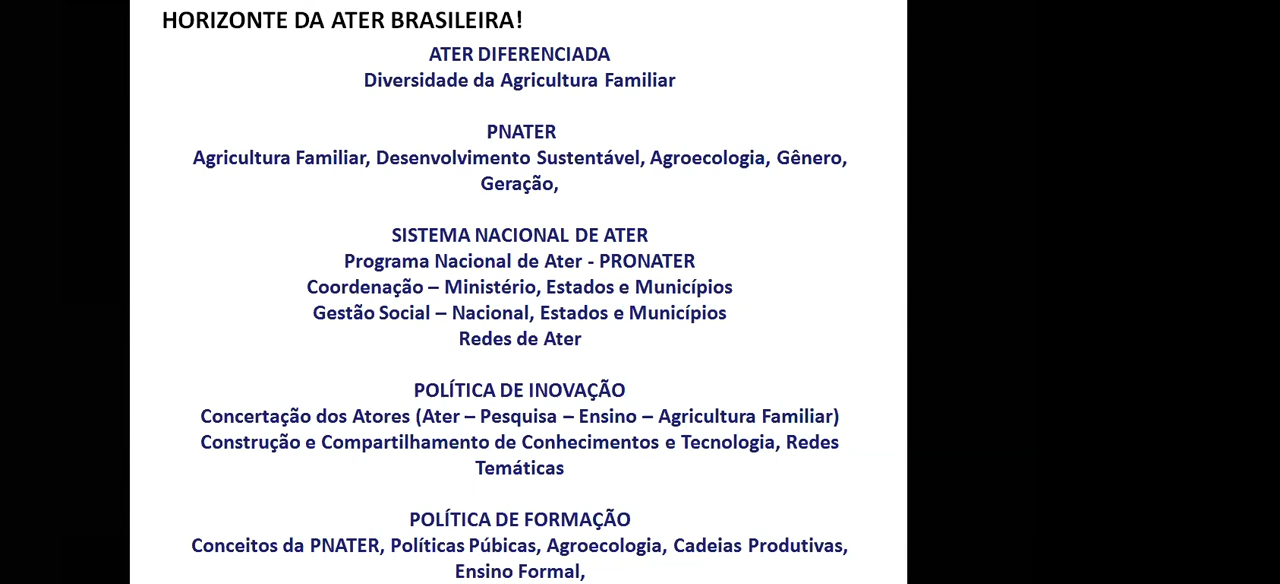 HORIZONTE DA ATER BRASILEIRA!
ATER DIFERENCIADA
Diversidade da Agricultura Familiar
PNATER
Agricultura Familiar, Desenvolvimento Sustentável, Agroecologia, Gênero,
Geração,
SISTEMA NACIONAL DE ATER
Programa Nacional de Ater - PRONATER
Coordenação – Ministério, Estados e Municípios
Gestão Social – Nacional, Estados e Municípios
Redes de Ater
POLÍTICA DE INOVAÇÃO
Concertação dos Atores (Ater – Pesquisa – Ensino – Agricultura Familiar)
Construção e Compartilhamento de Conhecimentos e Tecnologia, Redes
Temáticas
POLÍTICA DE FORMAÇÃO
Conceitos da PNATER, Políticas Púbicas, Agroecologia, Cadeias Produtivas,
Ensino Formal,